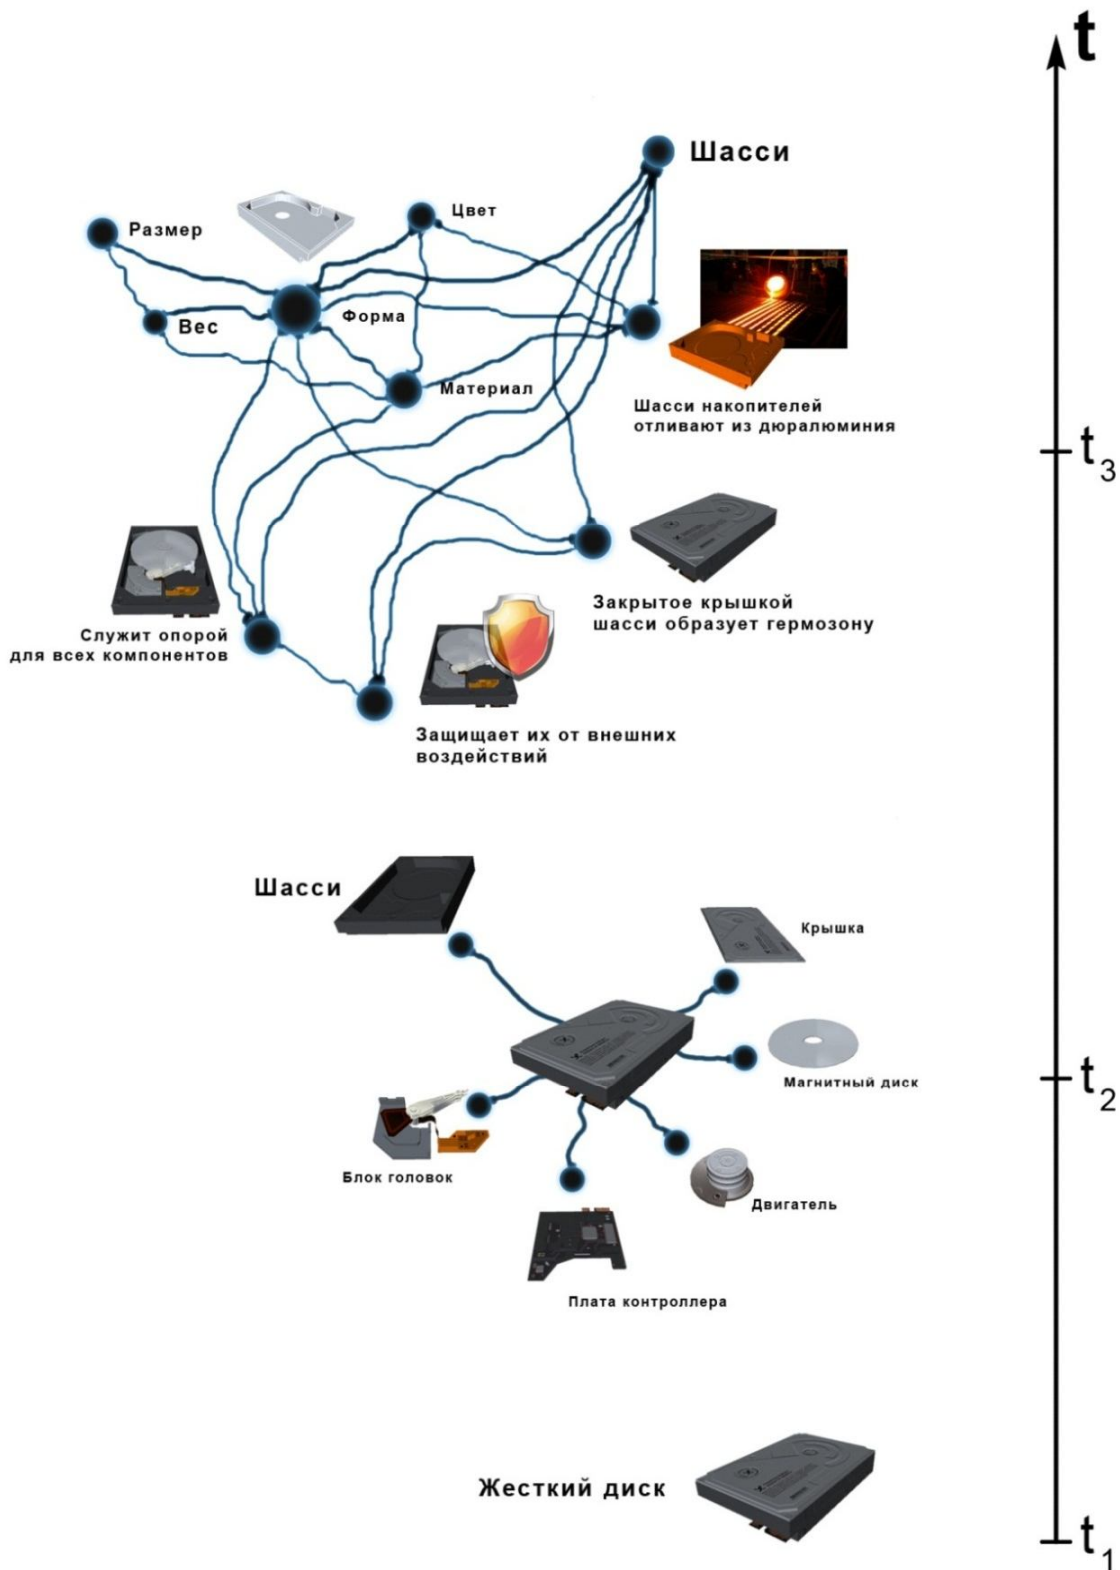 t
Шасси
Размер
Цвет
Вес
Форма
Материал
Шасси накопителей
отливают из дюралюминия
t3
Закрытое крышкой
шасси образует гермозону
Служит опорой
для всех компонентов
Защищает их от внешних
воздействий
Шасси
Крышка
Магнитный диск
t2
Блок головок
Двигатель
Плата контроллера
Жесткий диск
t1